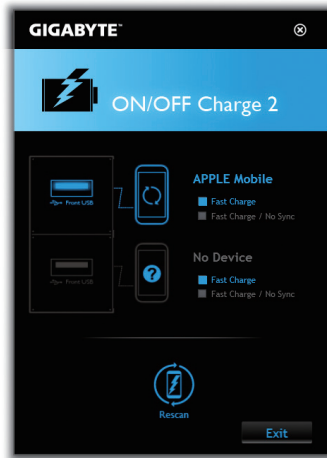 GIGABYTE™
ON/OFF Charge 2
APPLE Mobile
Front USB
Fast Charge
Fast Charge / No Sync
No Device
Front USB
?
Fast Charge
Fast Charge / No Sync
Rescan
Exit